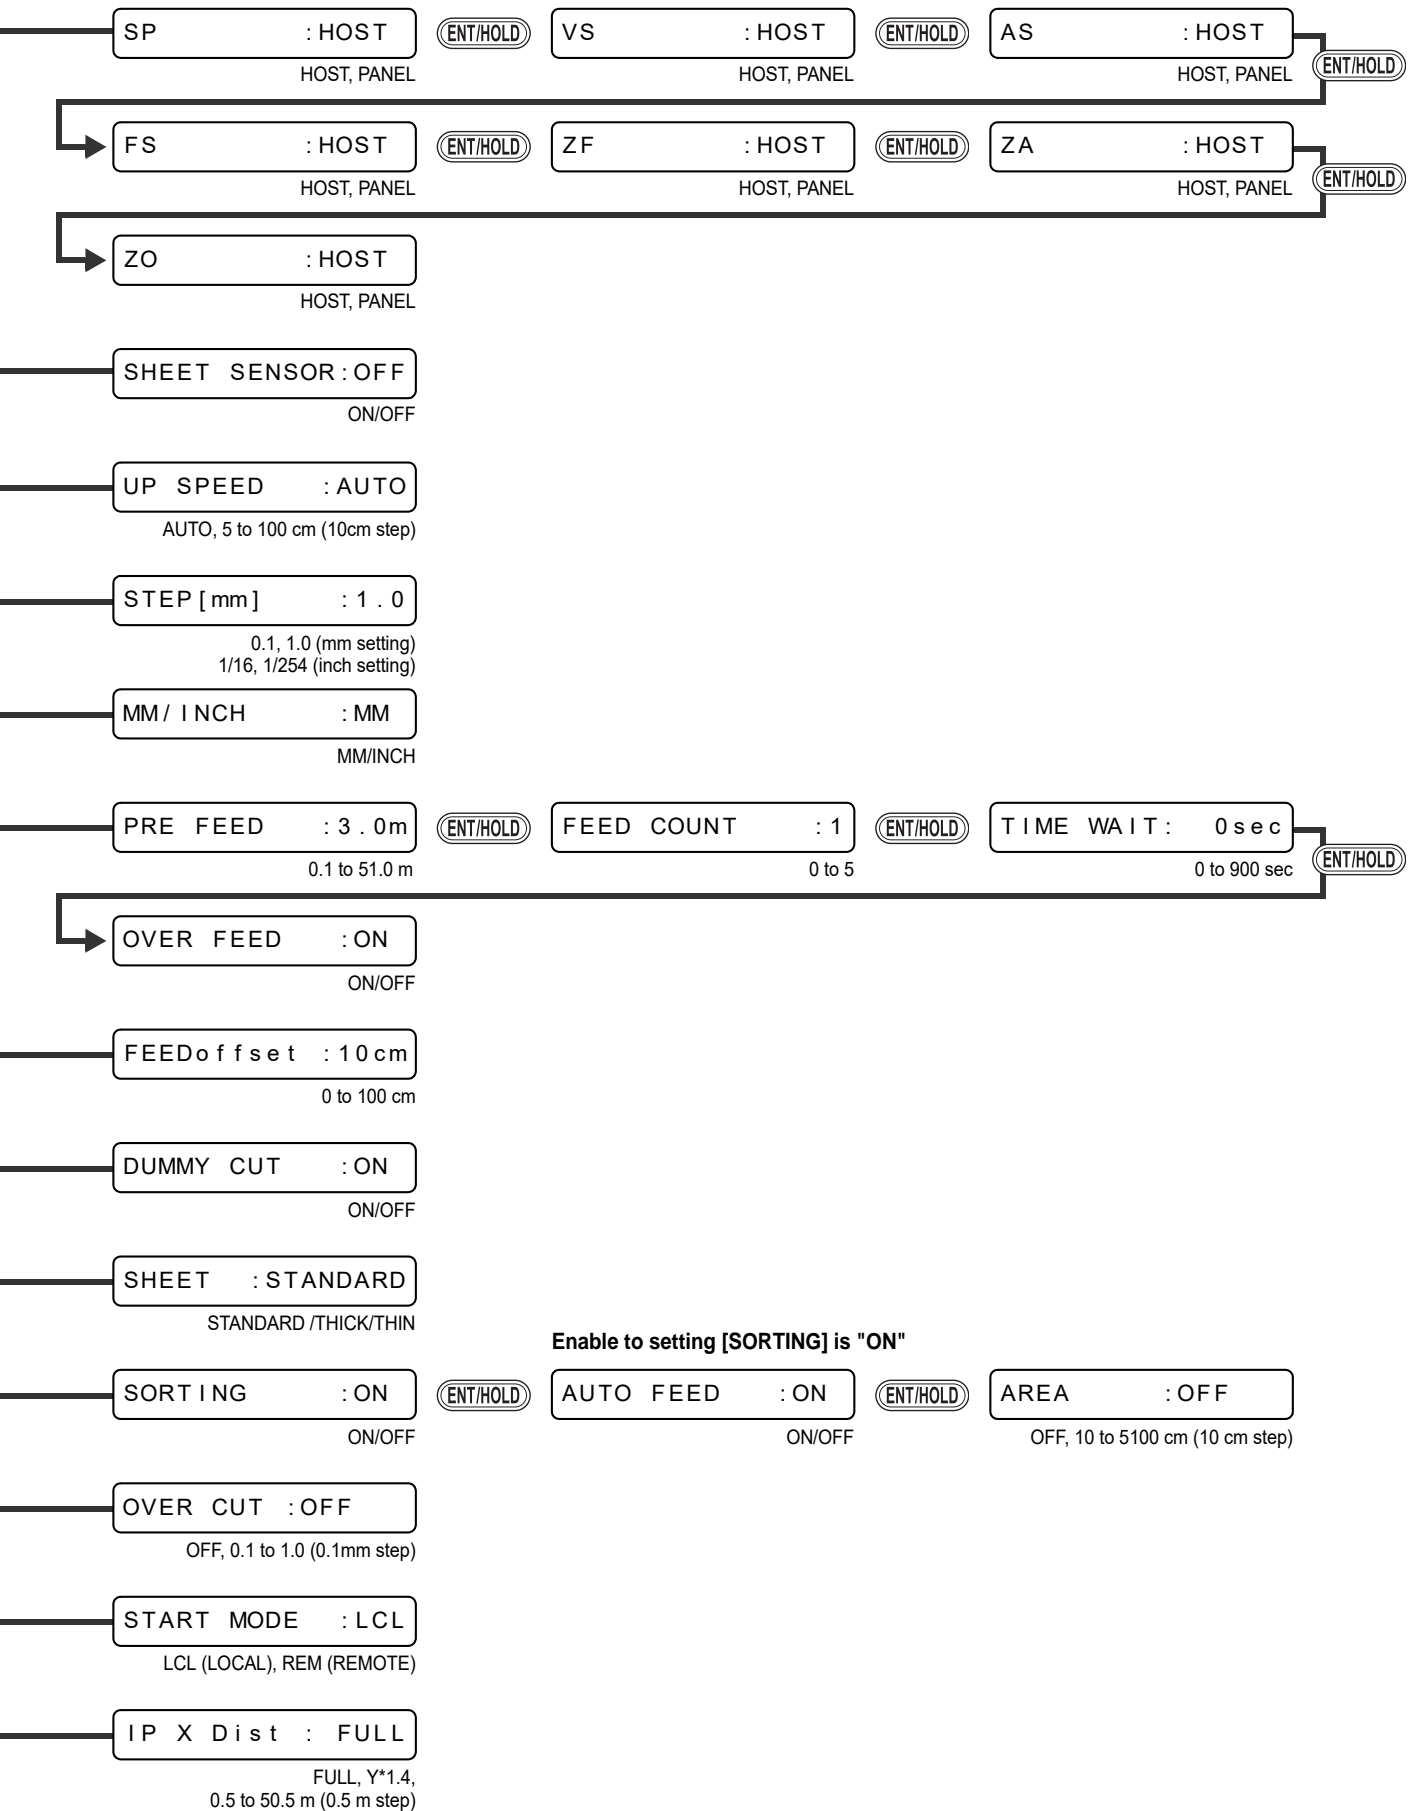 SP :HOST ENT/HOLD VS :HOST ENT/HOLD AS :HOST
ENT/HOLD
HOST, PANEL HOST, PANEL HOST, PANEL
FS :HOST ENT/HOLD ZF :HOST ENT/HOLD ZA :HOST
ENT/HOLD
HOST, PANEL HOST, PANEL HOST, PANEL
ZO :HOST
HOST, PANEL
SHEET SENSOR:OFF
ON/OFF
UP SPEED :AUTO
AUTO, 5 to 100 cm (10cm step)
STEP[mm] :1.0
0.1, 1.0 (mm setting)
1/16, 1/254 (inch setting)
MM/INCH :MM
MM/INCH
PRE FEED :3.0m ENT/HOLD FEED COUNT :1 ENT/HOLD TIME WAIT: 0sec
ENT/HOLD
0.1 to 51.0 m 0 to 5 0 to 900 sec
OVER FEED :ON
ON/OFF
FEEDoffset :10cm
0 to 100 cm
DUMMY CUT :ON
ON/OFF
SHEET :STANDARD
STANDARD /THICK/THIN
Enable to setting [SORTING] is "ON"
SORTING :ON ENT/HOLD AUTO FEED :ON ENT/HOLD AREA :OFF
ON/OFF ON/OFF OFF, 10 to 5100 cm (10 cm step)
OVER CUT :OFF
OFF, 0.1 to 1.0 (0.1mm step)
START MODE :LCL
LCL (LOCAL), REM (REMOTE)
IP X Dist : FULL
FULL, Y*1.4,
0.5 to 50.5 m (0.5 m step)